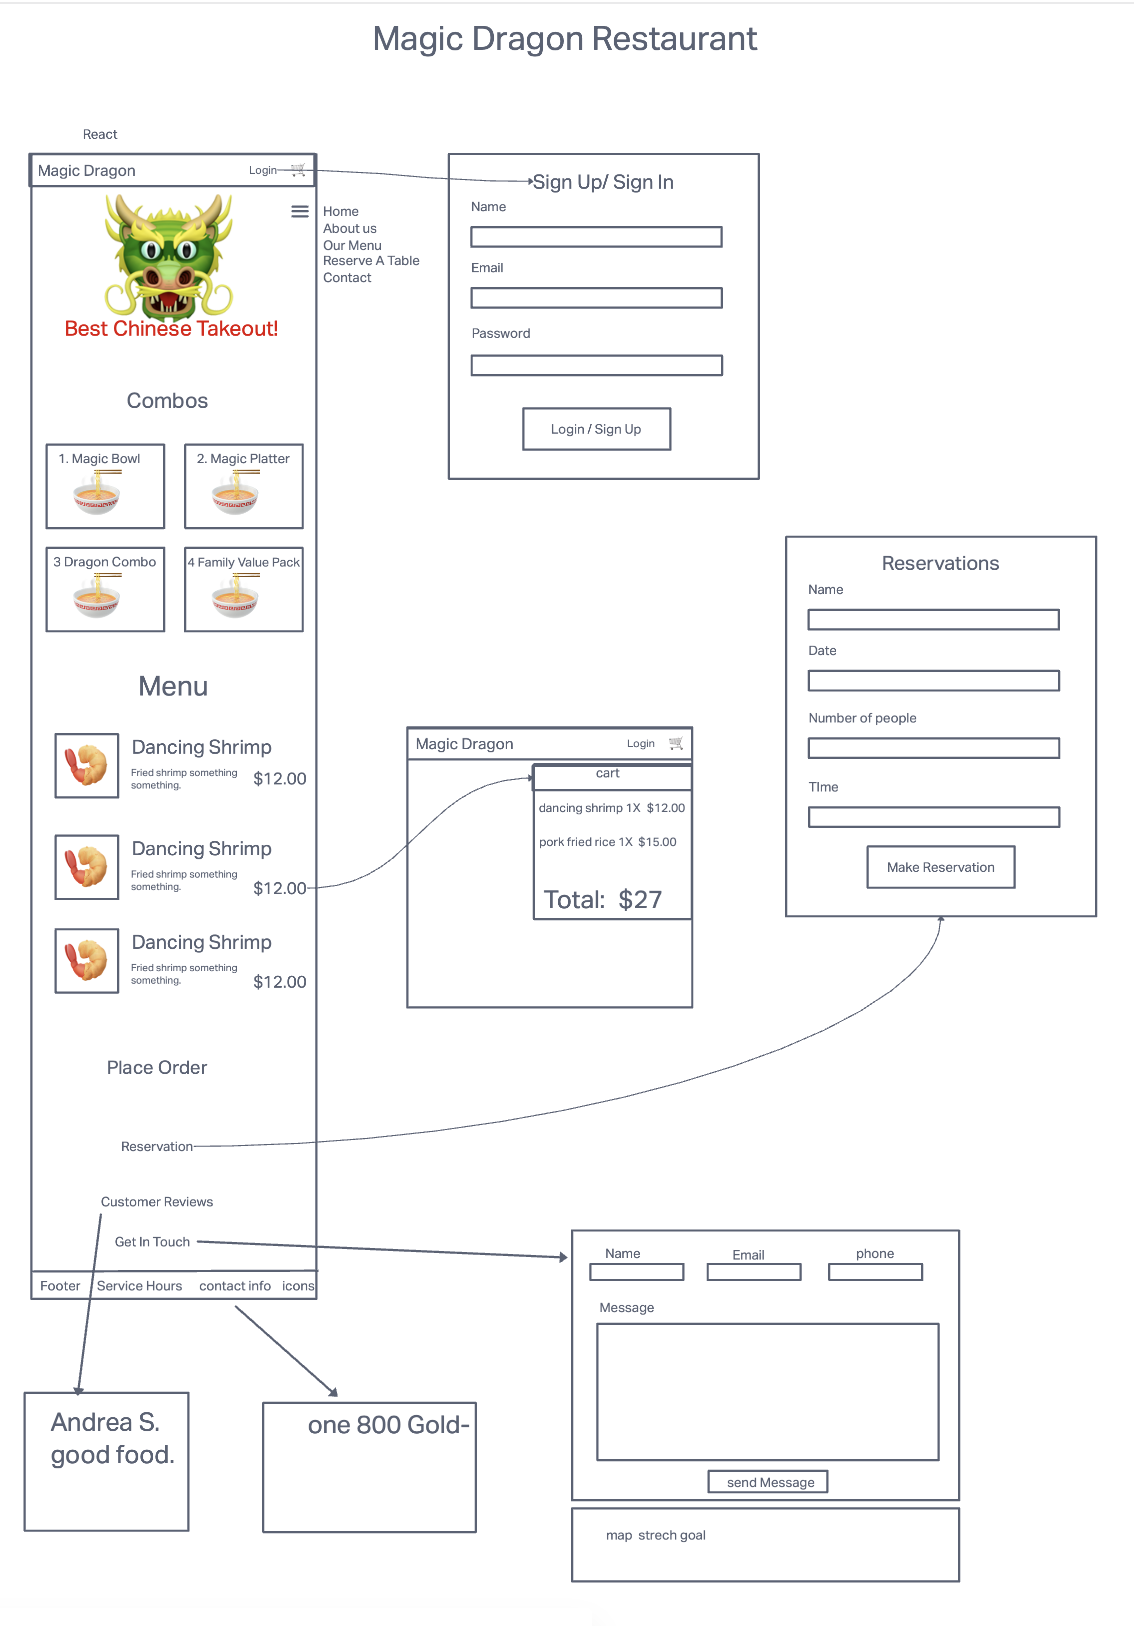 Magic Dragon Restaurant
React
Magic Dragon
Login
Home
About us
Our Menu
Reserve A Table
Contact
Best Chinese Takeout!
Combos
1. Magic Bowl
2. Magic Platter
3 Dragon Combo
4 Family Value Pack
Menu
Dancing Shrimp
Fried shrimp something
something.
$12.00
Dancing Shrimp
Fried shrimp something
something.
$12.00
Dancing Shrimp
Fried shrimp something
something.
$12.00
Place Order
Reservation
Customer Reviews
Get In Touch
Footer
Service Hours
contact info
icons
Sign Up/ Sign In
Name
Email
Password
Login / Sign Up
Magic Dragon
Login
cart
dancing shrimp 1X $12.00
pork fried rice 1X $15.00
Total: $27
Reservations
Name
Date
Number of people
TIme
Make Reservation
Andrea S.
good food.
one 800 Gold-
Name
Email
phone
Message
send Message
map strech goal